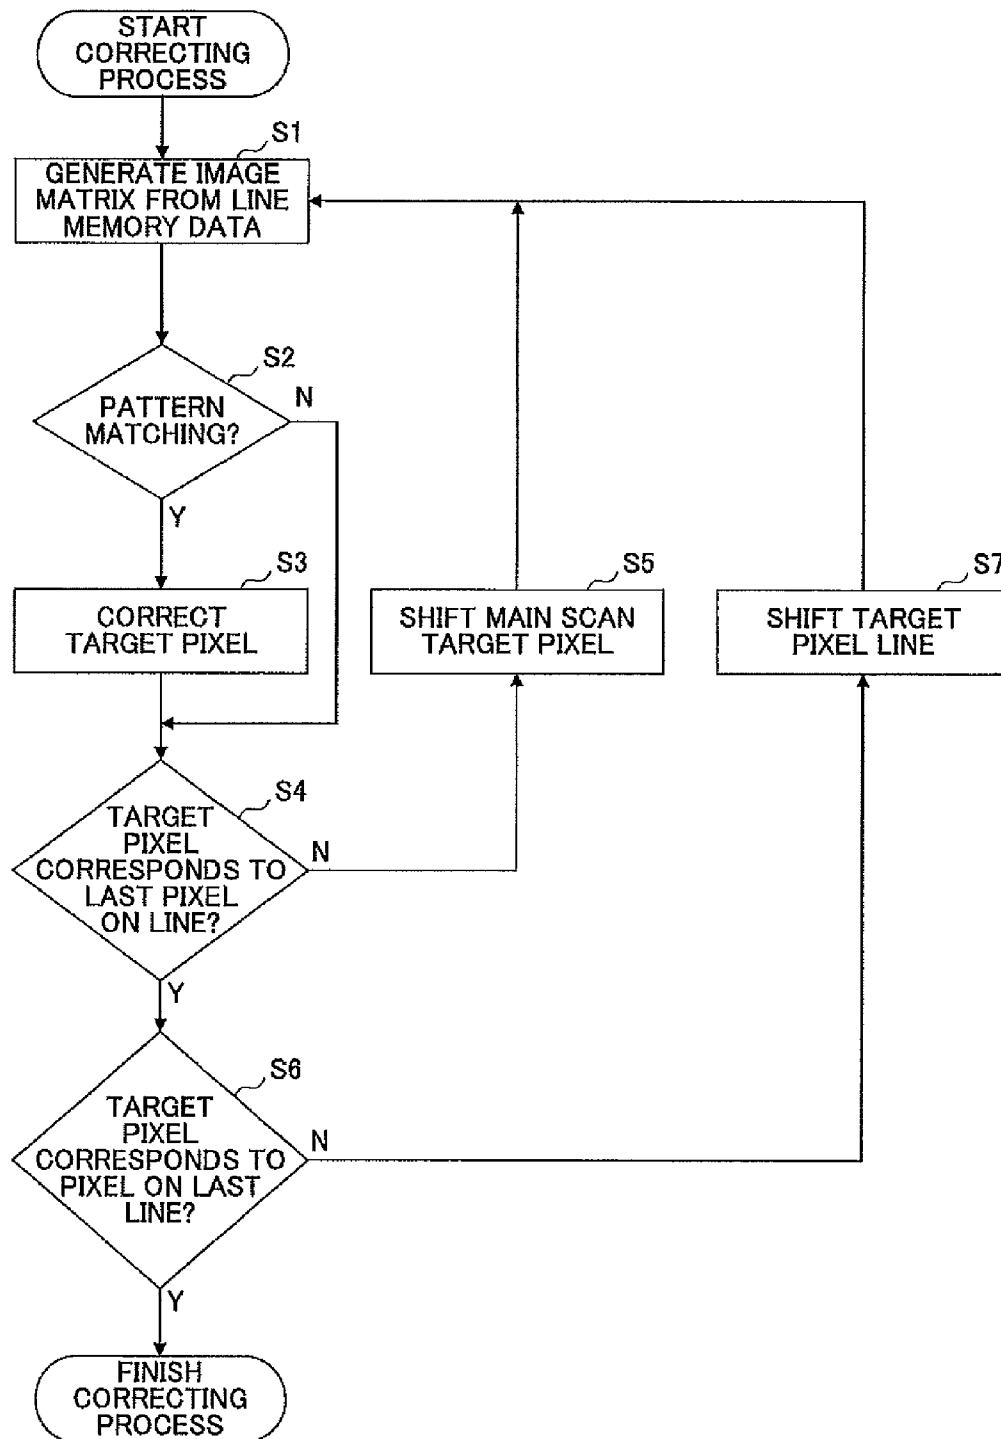 START
CORRECTING
PROCESS
S1
GENERATE IMAGE
MATRIX FROM LINE
MEMORY DATA
S2
PATTERN
MATCHING?
N
Y
S3
CORRECT
TARGET PIXEL
S5
SHIFT MAIN SCAN
TARGET PIXEL
S7
SHIFT TARGET
PIXEL LINE
S4
TARGET
PIXEL
CORRESPONDS TO
LAST PIXEL
ON LINE?
N
Y
S6
TARGET
PIXEL
CORRESPONDS TO
PIXEL ON LAST
LINE?
N
Y
FINISH
CORRECTING
PROCESS